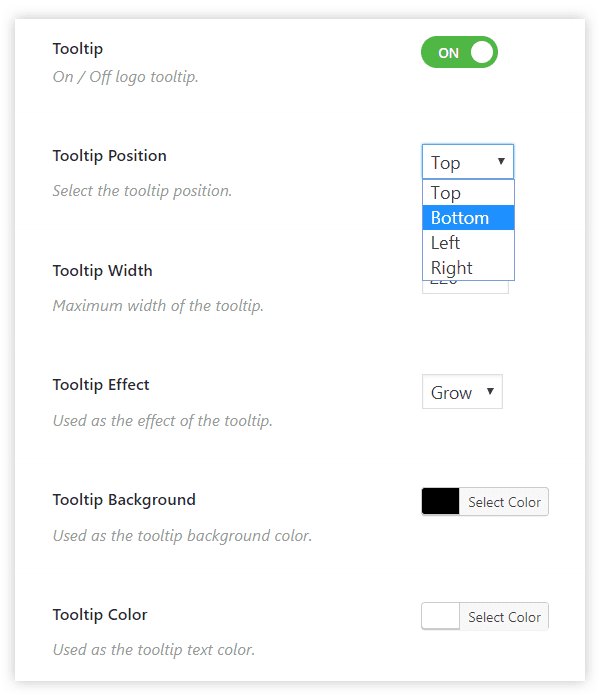 Tooltip
ON
On / Off logo tooltip.
Tooltip Position
Top
Select the tooltip position.
Top
Bottom
Left
Right
Tooltip Width
Maximum width of the tooltip.
Tooltip Effect
Grow
Used as the effect of the tooltip.
Tooltip Background
Select Color
Used as the tooltip background color.
Tooltip Color
Select Color
Used as the tooltip text color.